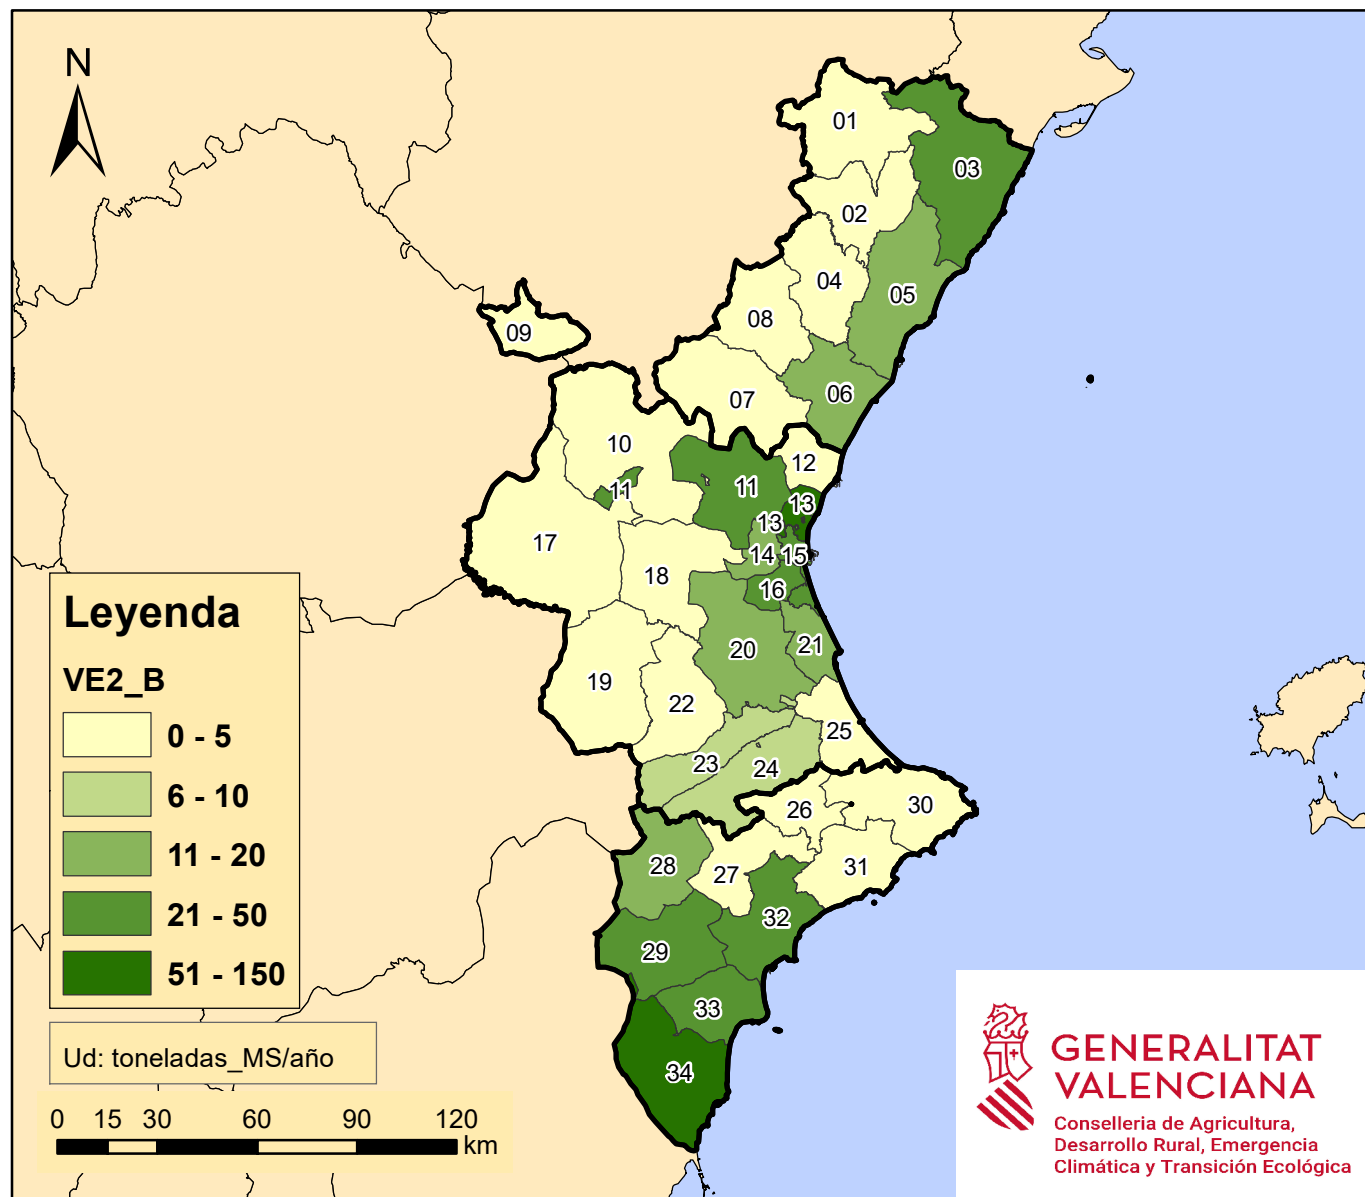 N
01
03
02
04
05
08
09
06
07
10
12
11
11
13
13
17
14
15
18
16
20
21
19
22
25
23
24
26
30
28
27
31
32
29
33
34
Leyenda
VE2_B
0 - 5
6 - 10
11 - 20
21 - 50
51 - 150
Ud: toneladas_MS/año
0 15 30 60 90 120
km
GENERALITAT
VALENCIANA
Conselleria de Agricultura,
Desarrollo Rural, Emergencia
Climática y Transición Ecológica